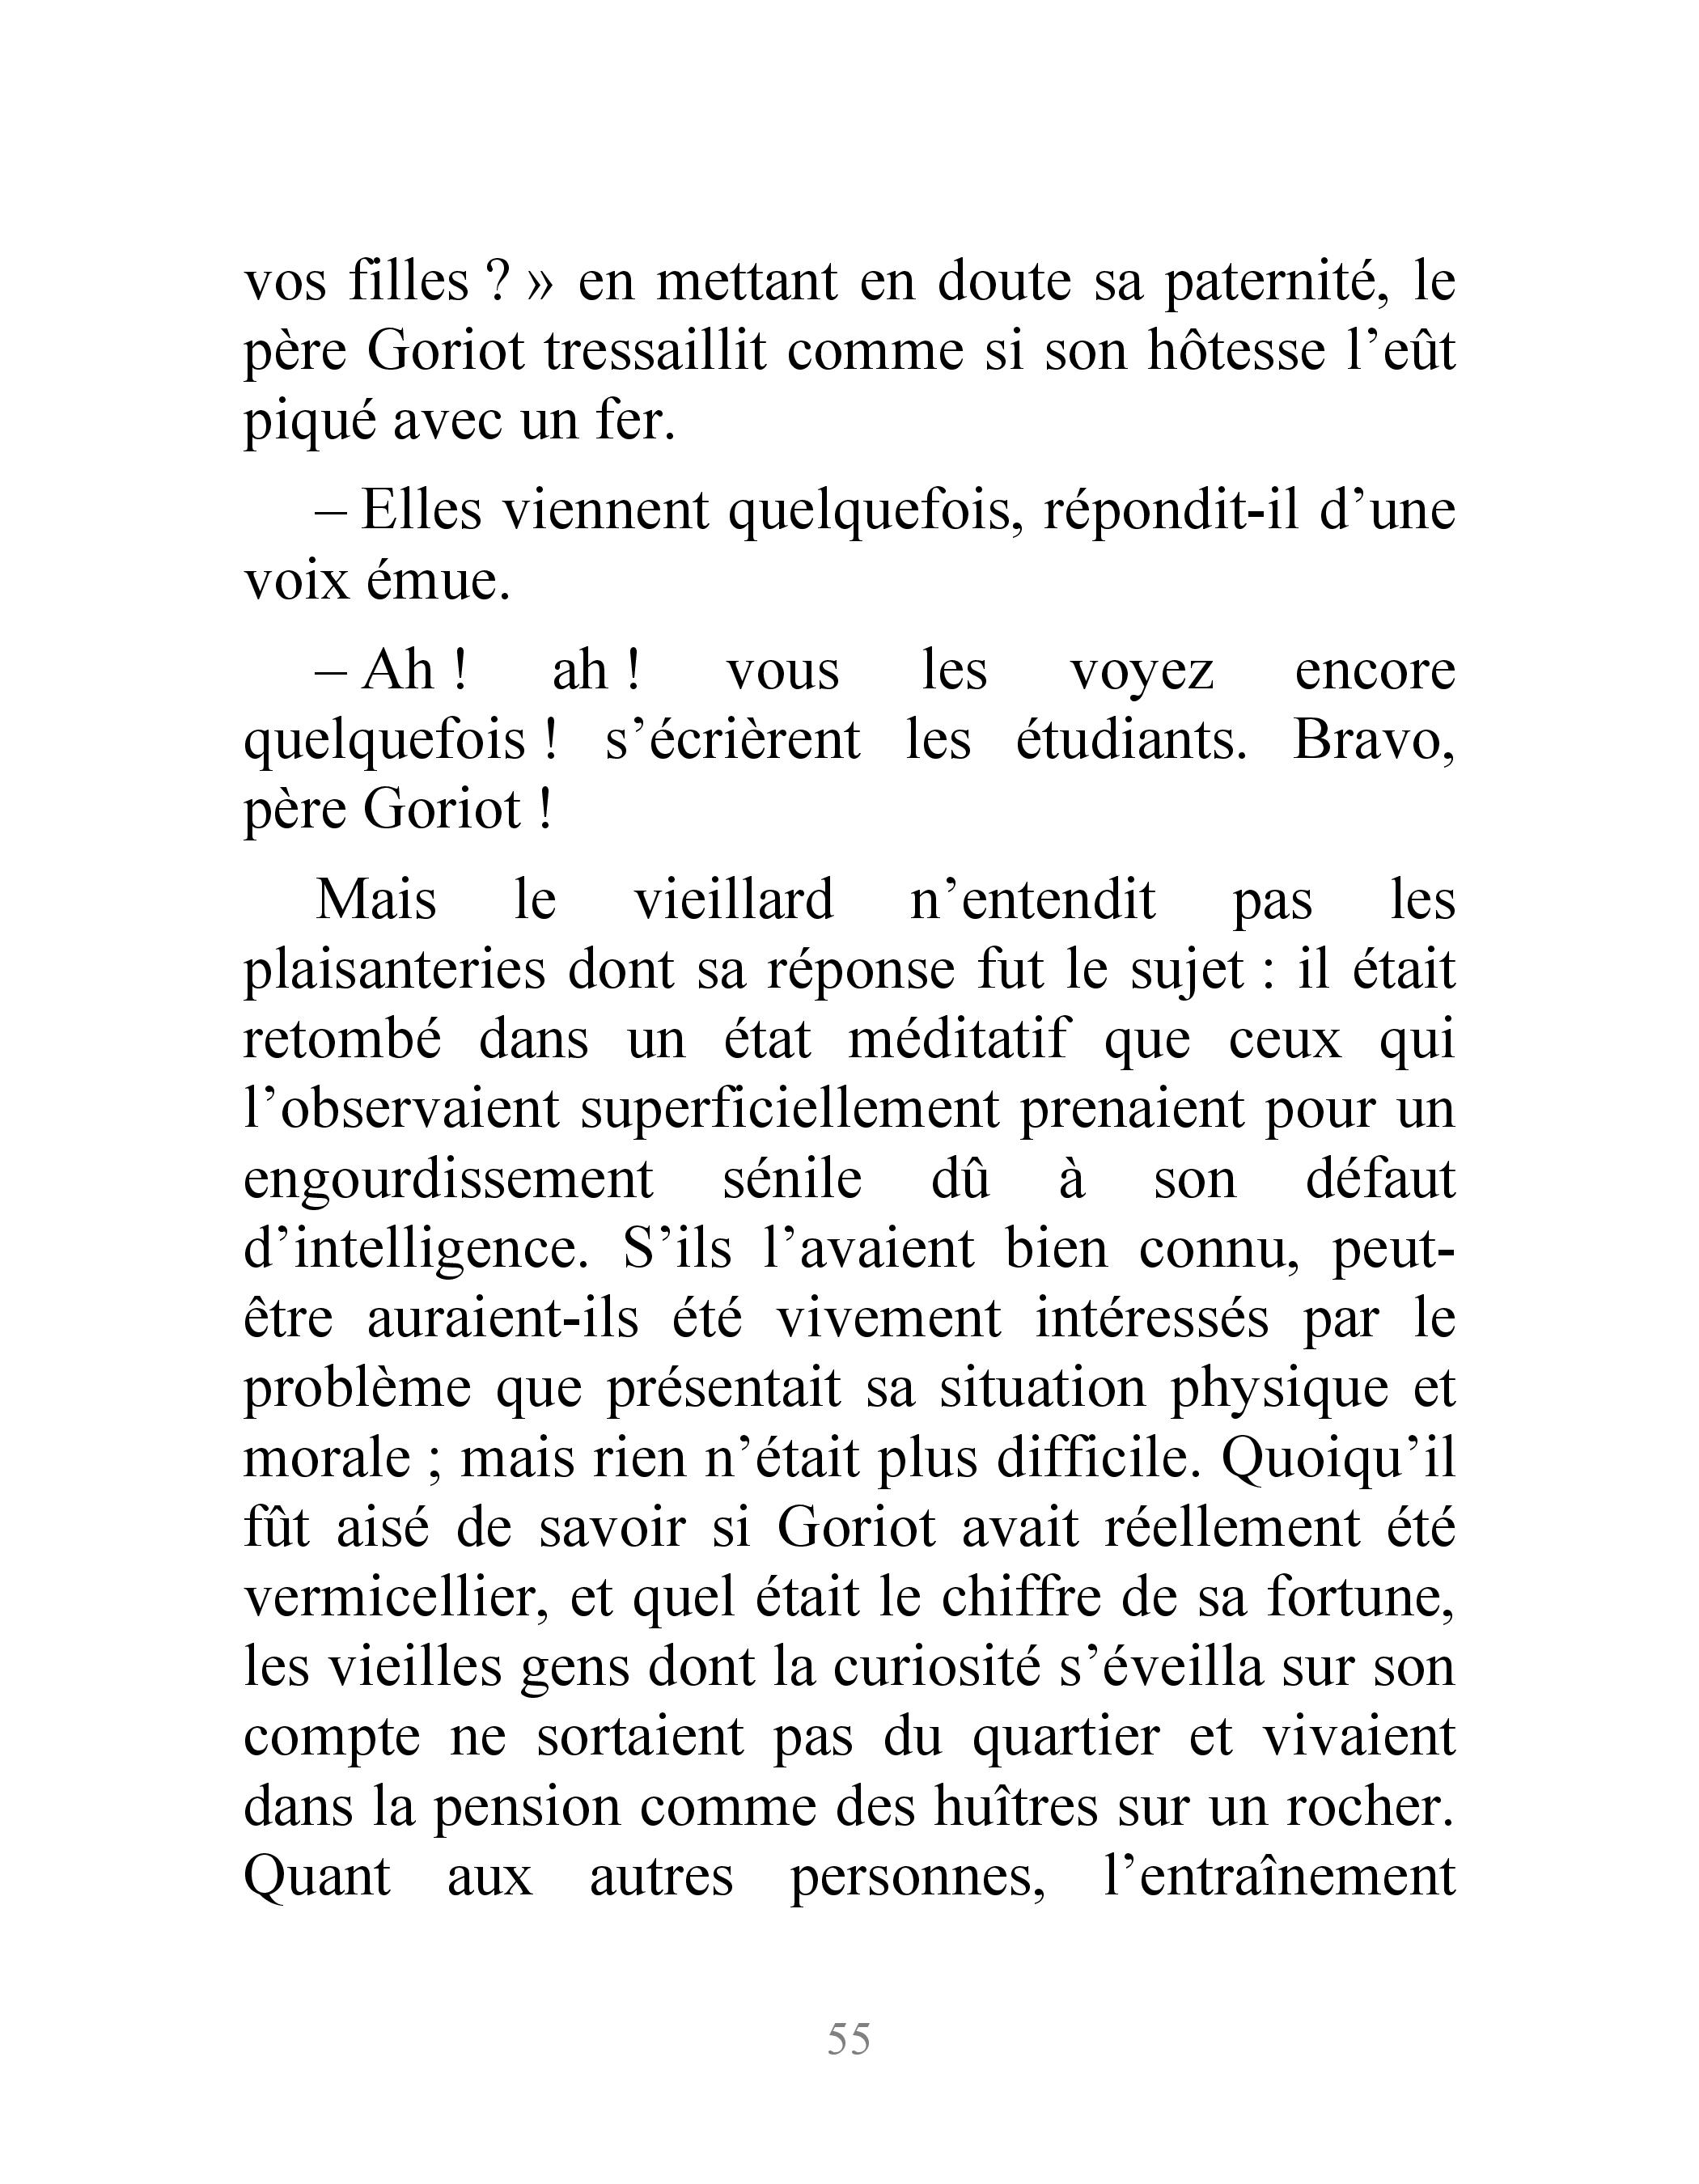 vos filles ? » en mettant en doute sa paternité, le
père Goriot tressaillit comme si son hôtesse l’eût
piqué avec un fer.
– Elles viennent quelquefois, répondit-il d’une
voix émue.
– Ah ! ah ! vous les voyez encore
quelquefois ! s’écrièrent les étudiants. Bravo,
père Goriot !
Mais le vieillard n’entendit pas les
plaisanteries dont sa réponse fut le sujet : il était
retombé dans un état méditatif que ceux qui
l’observaient superficiellement prenaient pour un
engourdissement sénile dû à son défaut
d’intelligence. S’ils l’avaient bien connu, peut-
être auraient-ils été vivement intéressés par le
problème que présentait sa situation physique et
morale ; mais rien n’était plus difficile. Quoiqu’il
fût aisé de savoir si Goriot avait réellement été
vermicellier, et quel était le chiffre de sa fortune,
les vieilles gens dont la curiosité s’éveilla sur son
compte ne sortaient pas du quartier et vivaient
dans la pension comme des huîtres sur un rocher.
Quant aux autres personnes, l’entraînement
55